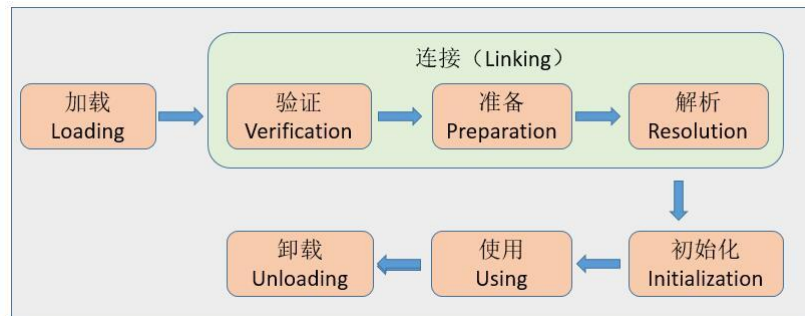 连接（Linking）
加载
Loading
验证
Verification
准备
Preparation
解析
Resolution
初始化
Initialization
使用
Using
卸载
Unloading